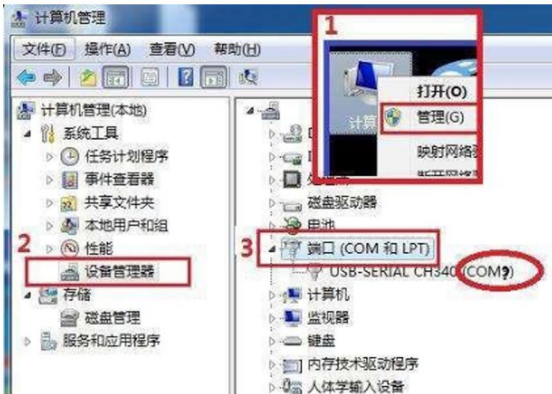 计算机管理
文件(F) 操作(A) 查看(V) 帮助(H)
1
打开(O)
管理(G)
计算机管理(本地)
系统工具
任务计划程序
事件查看器
共享文件夹
本地用户和组
性能
2
设备管理器
存储
磁盘管理
服务和应用程序
磁盘驱动器
电池
3
端口 (COM 和 LPT)
USB-SERIAL CH340 (COM?)
计算机
监视器
键盘
内存技术驱动程序
人体学输入设备